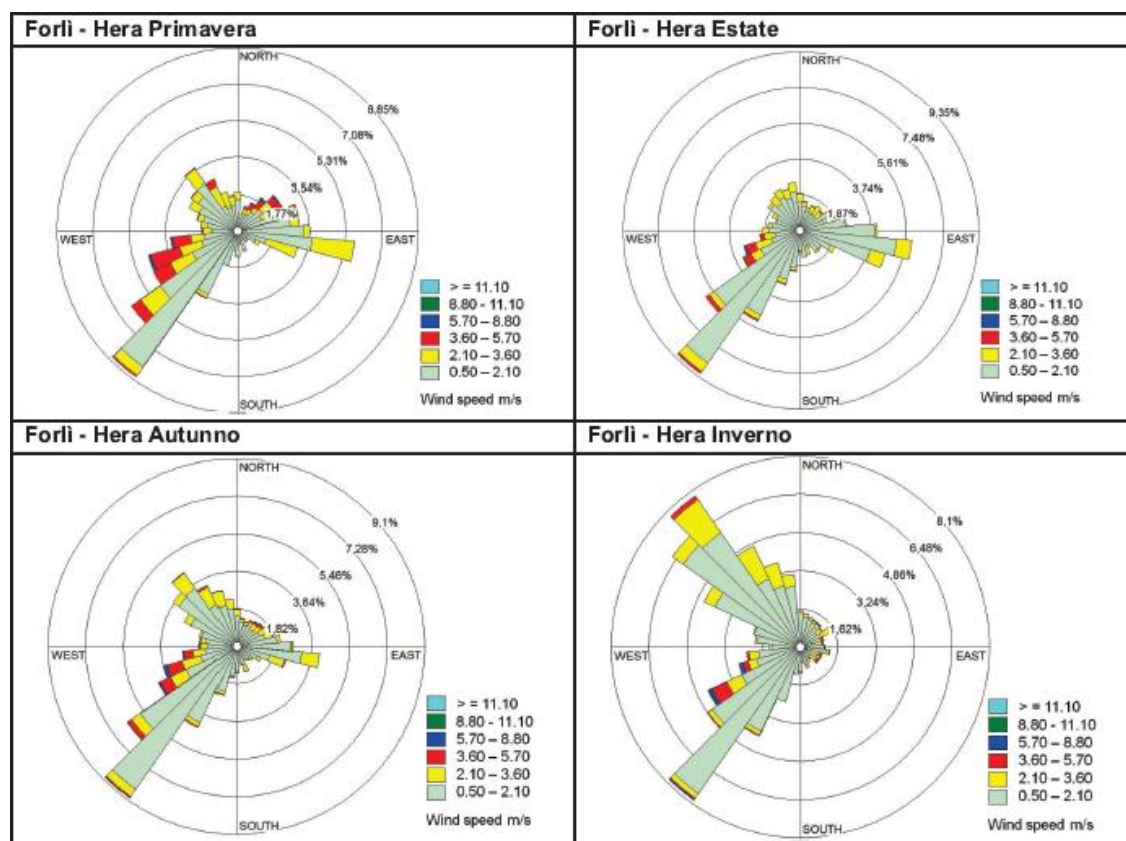 Forlì - Hera Primavera
NORTH
8,85%
7,08%
5,31%
3,54%
1,77%
WEST
EAST
SOUTH
> = 11.10
8.80 - 11.10
5.70 – 8.80
3.60 – 5.70
2.10 – 3.60
0.50 – 2.10
Wind speed m/s
Forlì - Hera Estate
NORTH
9,35%
7,48%
5,61%
3,74%
1,87%
WEST
EAST
SOUTH
> = 11.10
8.80 - 11.10
5.70 – 8.80
3.60 – 5.70
2.10 – 3.60
0.50 – 2.10
Wind speed m/s
Forlì - Hera Autunno
NORTH
9,1%
7,28%
5,46%
3,64%
1,82%
WEST
EAST
SOUTH
> = 11.10
8.80 - 11.10
5.70 – 8.80
3.60 – 5.70
2.10 – 3.60
0.50 – 2.10
Wind speed m/s
Forlì - Hera Inverno
NORTH
8,1%
6,48%
4,86%
3,24%
1,62%
WEST
EAST
SOUTH
> = 11.10
8.80 - 11.10
5.70 – 8.80
3.60 – 5.70
2.10 – 3.60
0.50 – 2.10
Wind speed m/s